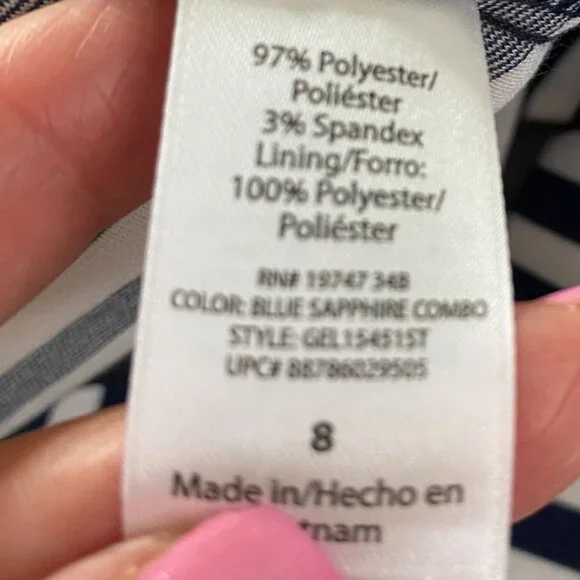 97% Polyester/
Poliéster
3% Spandex
Lining/Forro:
100% Polyester/
Poliéster
RN# 19747 34B
COLOR: BLUE SAPPHIRE COMBO
STYLE: GEL15451ST
UPC# 88786029505
8
Made in/Hecho en